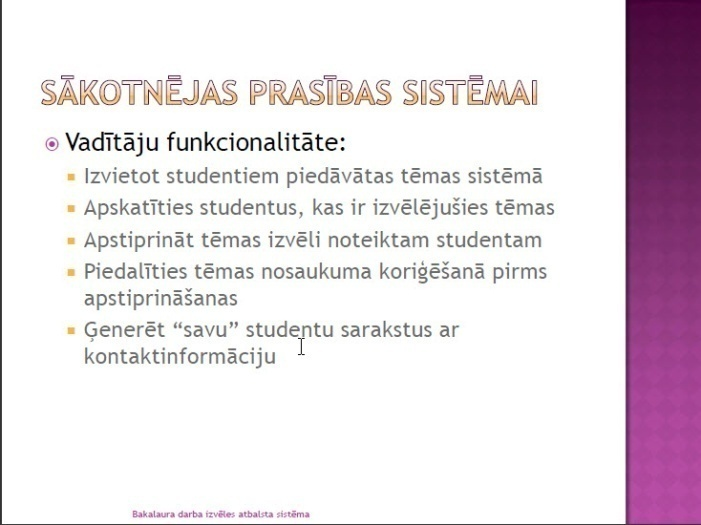 SĀKOTNĒJAS PRASĪBAS SISTĒMAI
Vadītāju funkcionalitāte:
Izvietot studentiem piedāvātas tēmas sistēmā
Apskatīties studentus, kas ir izvēlējušies tēmas
Apstiprināt tēmas izvēli noteiktam studentam
Piedalīties tēmas nosaukuma koriģēšanā pirms
apstiprināšanas
Ģenerēt “savu” studentu sarakstus ar
kontaktinformāciju
Bakalaura darba izvēles atbalsta sistēma